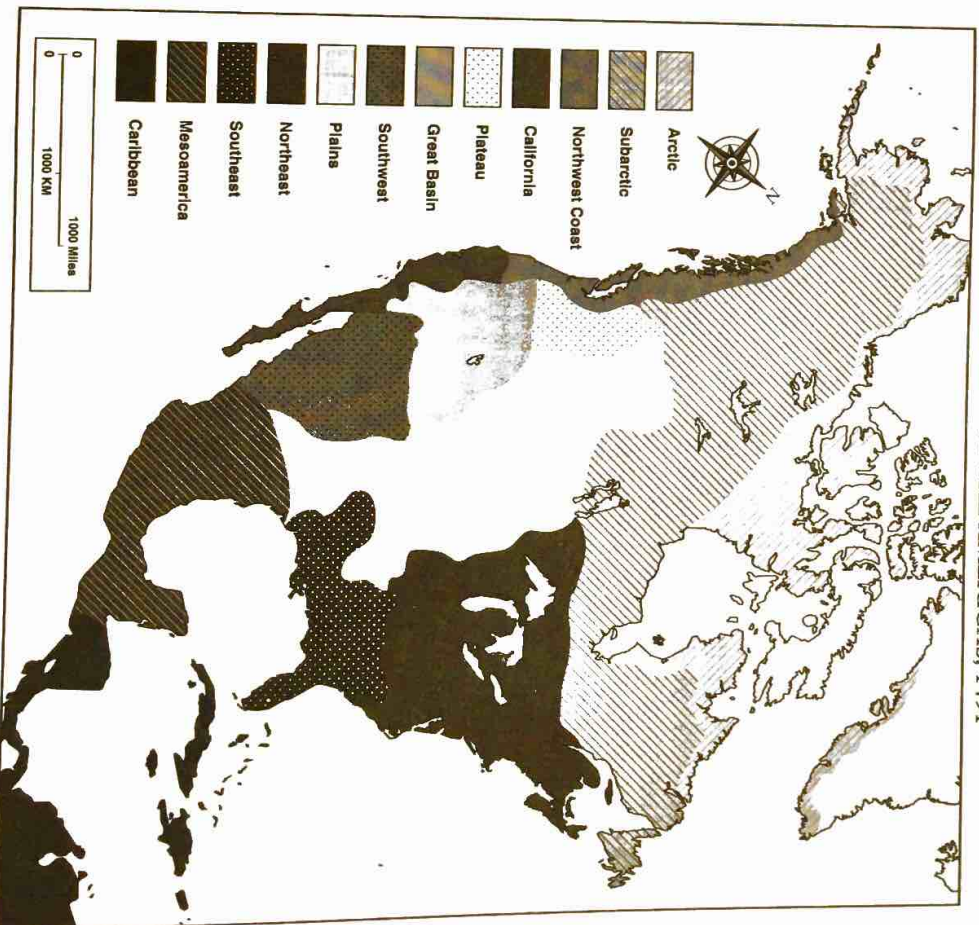 N
Arctic
Subarctic
Northwest Coast
California
Plateau
Great Basin
Southwest
Plains
Northeast
Southeast
Mesoamerica
Caribbean
0 1000 Miles
0 1000 KM